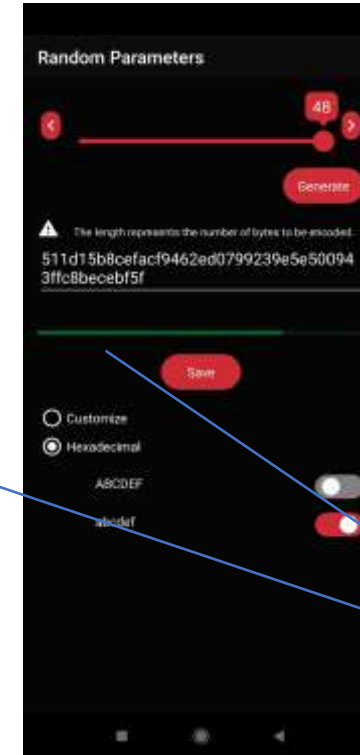 Random Parameters
48
Generate
The length represents the number of bytes to be encoded.
511d15b8cefacf9462ed0799239e5e50094
3ffc8becebf5f
Save
Customize
Hexadecimal
ABCDEF
abcdef